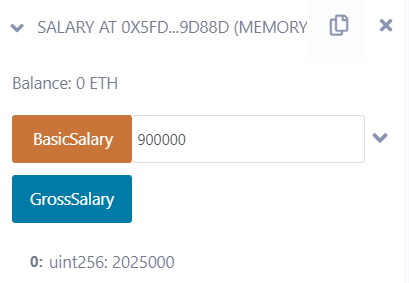 SALARY AT 0X5FD...9D88D (MEMORY
Balance: 0 ETH
BasicSalary 900000
GrossSalary
0: uint256: 2025000